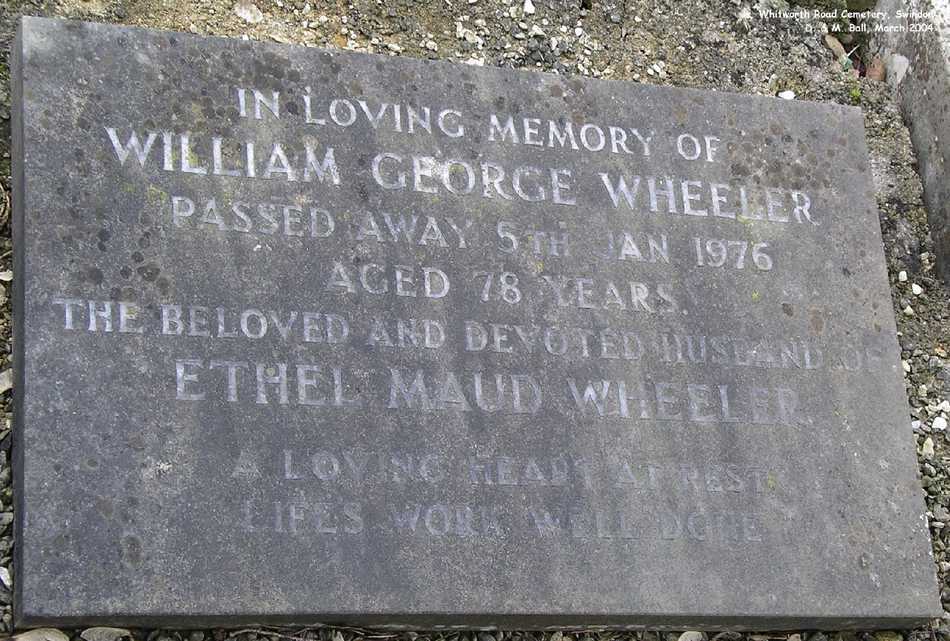 Whitworth Road Cemetery, Swindon
D & M. Ball, March 2004
IN LOVING MEMORY OF
WILLIAM GEORGE WHEELER
PASSED AWAY 5TH JAN 1976
AGED 78 YEARS.
THE BELOVED AND DEVOTED HUSBAND OF
ETHEL MAUD WHEELER.
A LOVING HEART AT REST
LIFES WORK WELL DONE